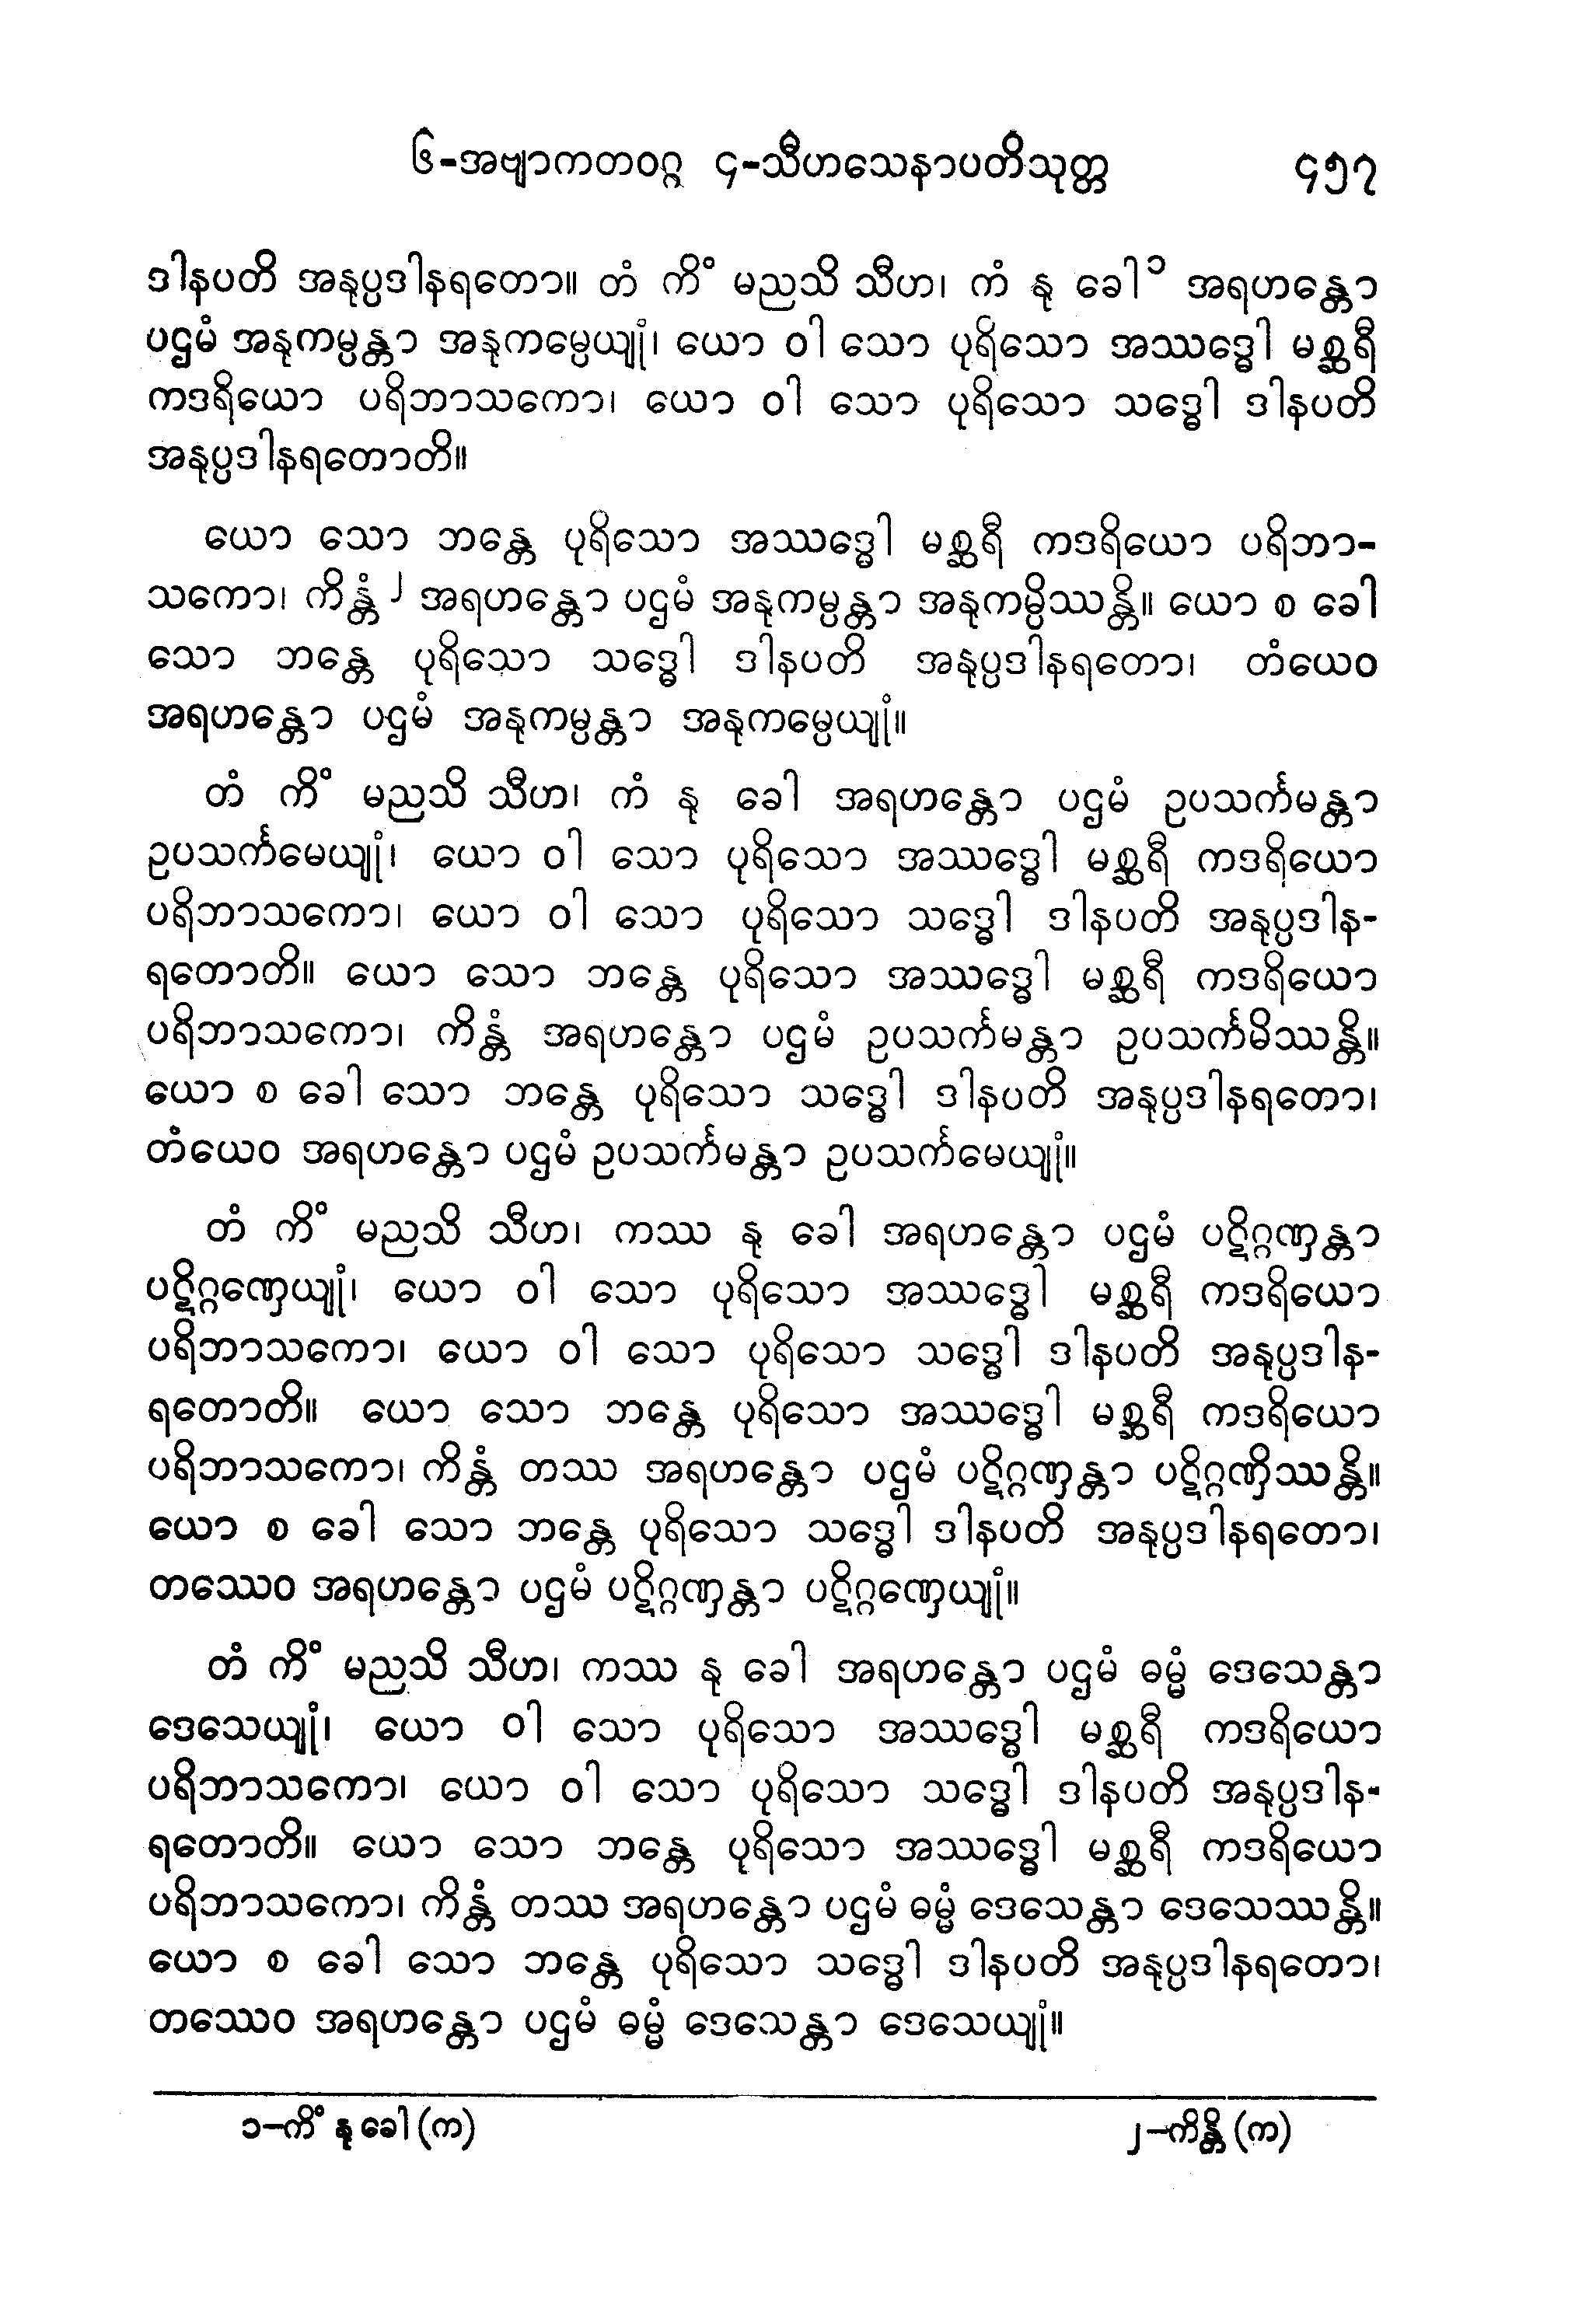 ၆-အဗျာကတဝဂ္ဂ ၄-သီဟသေနာပတိသုတ္တ ၄၅၇
ဒါနပတိ အနုပ္ပဒါနရတော။ တံ ကိံ မညသိ သီဟ၊ ကံ နု ခေါ ၁ အရဟန္တော
ပဌမံ အနုကမ္ပန္တာ အနုကမ္ပေယျုံ၊ ယော ဝါ သော ပုရိသော အဿဒ္ဓေါ မစ္ဆရီ
ကဒရိယော ပရိဘာသကော၊ ယော ဝါ သော ပုရိသော သဒ္ဓေါ ဒါနပတိ
အနုပ္ပဒါနရတောတိ။
ယော သော ဘန္တေ ပုရိသော အဿဒ္ဓေါ မစ္ဆရီ ကဒရိယော ပရိဘာ-
သကော၊ ကိန္တံ ၂ အရဟန္တော ပဌမံ အနုကမ္ပန္တာ အနုကမ္ပိဿန္တိ။ ယော စ ခေါ
သော ဘန္တေ ပုရိသော သဒ္ဓေါ ဒါနပတိ အနုပ္ပဒါနရတော၊ တံယေဝ
အရဟန္တော ပဌမံ အနုကမ္ပန္တာ အနုကမ္ပေယျုံ။
တံ ကိံ မညသိ သီဟ၊ ကံ နု ခေါ အရဟန္တော ပဌမံ ဥပသင်္ကမန္တာ
ဥပသင်္ကမေယျုံ၊ ယော ဝါ သော ပုရိသော အဿဒ္ဓေါ မစ္ဆရီ ကဒရိယော
ပရိဘာသကော၊ ယော ဝါ သော ပုရိသော သဒ္ဓေါ ဒါနပတိ အနုပ္ပဒါန-
ရတောတိ။ ယော သော ဘန္တေ ပုရိသော အဿဒ္ဓေါ မစ္ဆရီ ကဒရိယော
ပရိဘာသကော၊ ကိန္တံ အရဟန္တော ပဌမံ ဥပသင်္ကမန္တာ ဥပသင်္ကမိဿန္တိ။
ယော စ ခေါ သော ဘန္တေ ပုရိသော သဒ္ဓေါ ဒါနပတိ အနုပ္ပဒါနရတော၊
တံယေဝ အရဟန္တော ပဌမံ ဥပသင်္ကမန္တာ ဥပသင်္ကမေယျုံ။
တံ ကိံ မညသိ သီဟ၊ ကဿ နု ခေါ အရဟန္တော ပဌမံ ပဋိဂ္ဂဏှန္တာ
ပဋိဂ္ဂဏှေယျုံ၊ ယော ဝါ သော ပုရိသော အဿဒ္ဓေါ မစ္ဆရီ ကဒရိယော
ပရိဘာသကော၊ ယော ဝါ သော ပုရိသော သဒ္ဓေါ ဒါနပတိ အနုပ္ပဒါန-
ရတောတိ။ ယော သော ဘန္တေ ပုရိသော အဿဒ္ဓေါ မစ္ဆရီ ကဒရိယော
ပရိဘာသကော၊ ကိန္တံ တဿ အရဟန္တော ပဌမံ ပဋိဂ္ဂဏှန္တာ ပဋိဂ္ဂဏှိဿန္တိ။
ယော စ ခေါ သော ဘန္တေ ပုရိသော သဒ္ဓေါ ဒါနပတိ အနုပ္ပဒါနရတော၊
တဿေဝ အရဟန္တော ပဌမံ ပဋိဂ္ဂဏှန္တာ ပဋိဂ္ဂဏှေယျုံ။
တံ ကိံ မညသိ သီဟ၊ ကဿ နု ခေါ အရဟန္တော ပဌမံ ဓမ္မံ ဒေသေန္တာ
ဒေသေယျုံ၊ ယော ဝါ သော ပုရိသော အဿဒ္ဓေါ မစ္ဆရီ ကဒရိယော
ပရိဘာသကော၊ ယော ဝါ သော ပုရိသော သဒ္ဓေါ ဒါနပတိ အနုပ္ပဒါန-
ရတောတိ။ ယော သော ဘန္တေ ပုရိသော အဿဒ္ဓေါ မစ္ဆရီ ကဒရိယော
ပရိဘာသကော၊ ကိန္တံ တဿ အရဟန္တော ပဌမံ ဓမ္မံ ဒေသေန္တာ ဒေသေဿန္တိ။
ယော စ ခေါ သော ဘန္တေ ပုရိသော သဒ္ဓေါ ဒါနပတိ အနုပ္ပဒါနရတော၊
တဿေဝ အရဟန္တော ပဌမံ ဓမ္မံ ဒေသေန္တာ ဒေသေယျုံ။
၁-ကိံ နု ခေါ (က) ၂-ကိန္တိ (က)